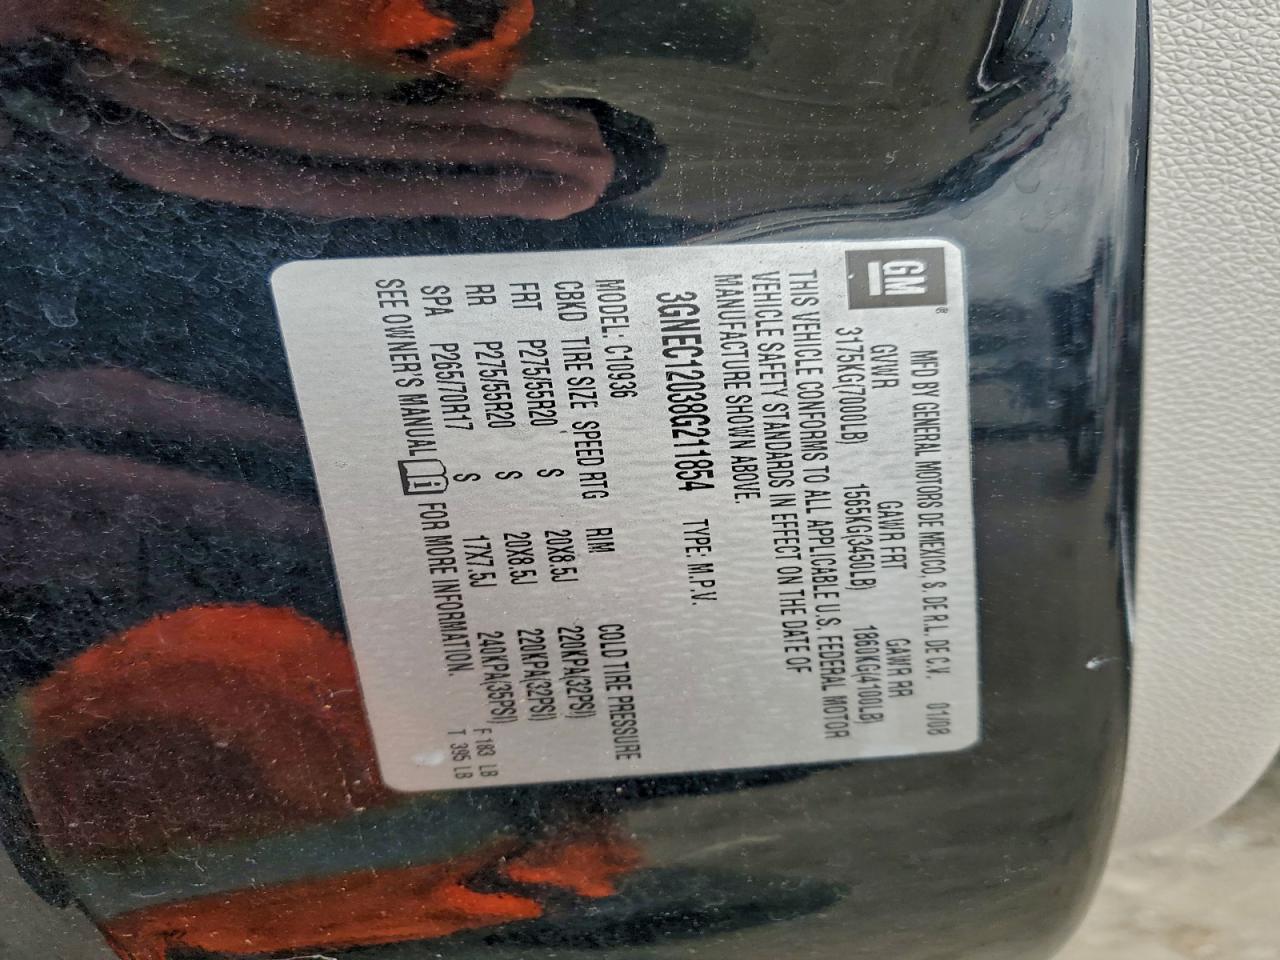 GM® MFD BY GENERAL MOTORS DE MEXICO, S. DE R.L. DE C.V. 01/08
GVWR GAWR FRT GAWR RR
3175KG(7000LB) 1565KG(3450LB) 1860KG(4100LB)
THIS VEHICLE CONFORMS TO ALL APPLICABLE U.S. FEDERAL MOTOR
VEHICLE SAFETY STANDARDS IN EFFECT ON THE DATE OF
MANUFACTURE SHOWN ABOVE.
3GNEC12038G211854 TYPE: M.P.V.
MODEL: C10936
CBKD TIRE SIZE SPEED RTG RIM COLD TIRE PRESSURE
FRT P275/55R20 S 20X8.5J 220KPA(32PSI)
RR P275/55R20 S 20X8.5J 220KPA(32PSI)
SPA P265/70R17 S 17X7.5J 240KPA(35PSI) F 183 LB
SEE OWNER'S MANUAL i FOR MORE INFORMATION. T 395 LB